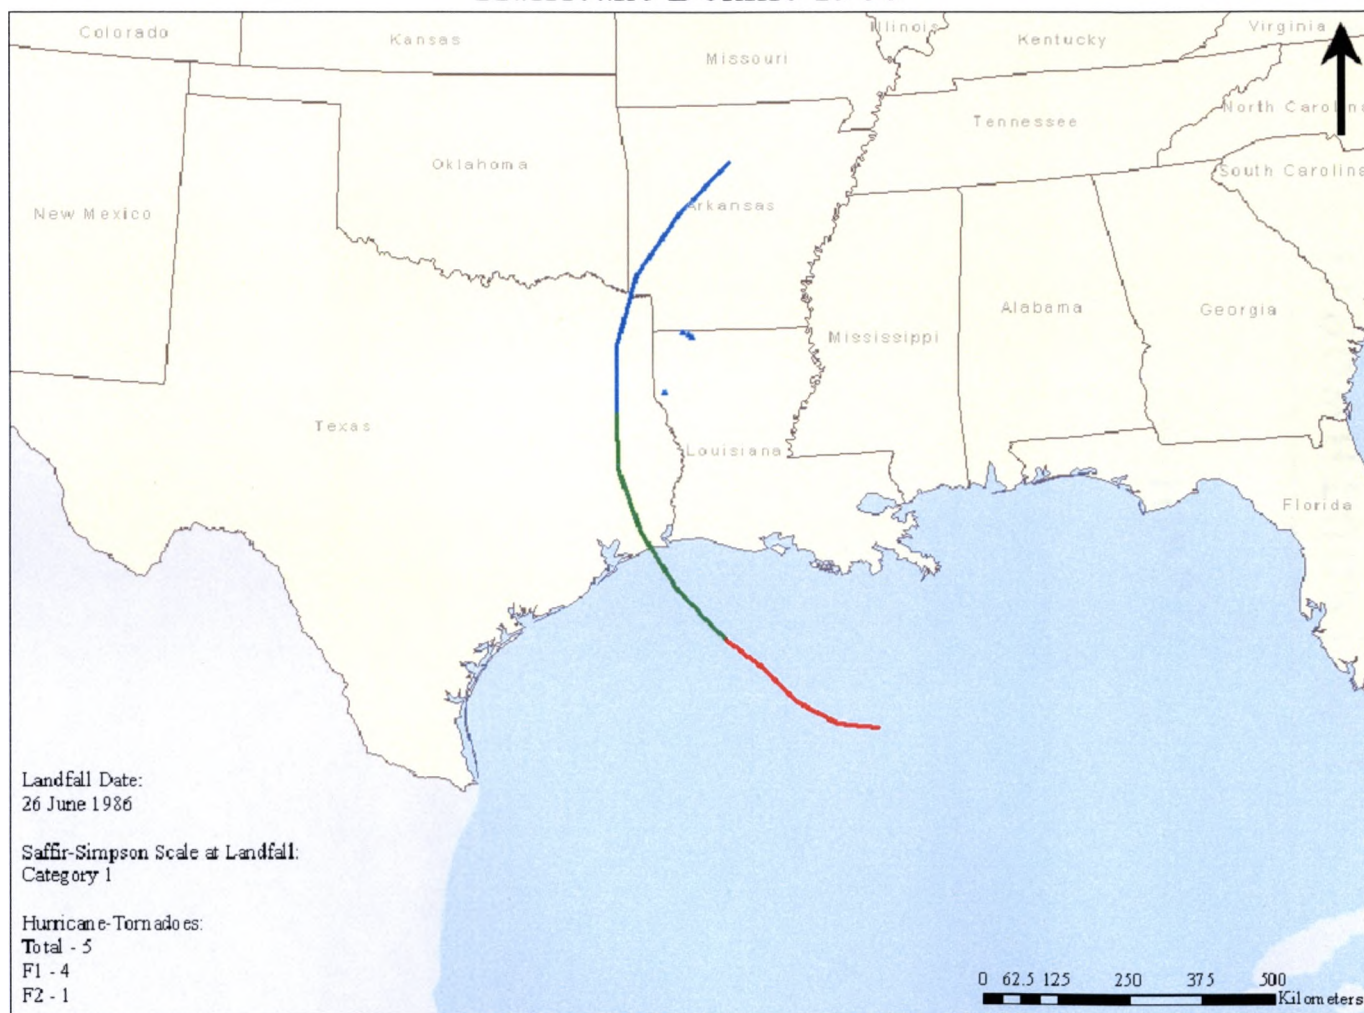 Colorado
Kansas
Missouri
Illinois
Kentucky
Virginia
North Carolina
Tennessee
Oklahoma
South Carolina
New Mexico
Arkansas
Alabama
Georgia
Mississippi
Texas
Louisiana
Florida
Landfall Date:
26 June 1986
Saffir-Simpson Scale at Landfall:
Category 1
Hurricane-Tornadoes:
Total - 5
F1 - 4
F2 - 1
0 62.5 125 250 375 500
Kilometers